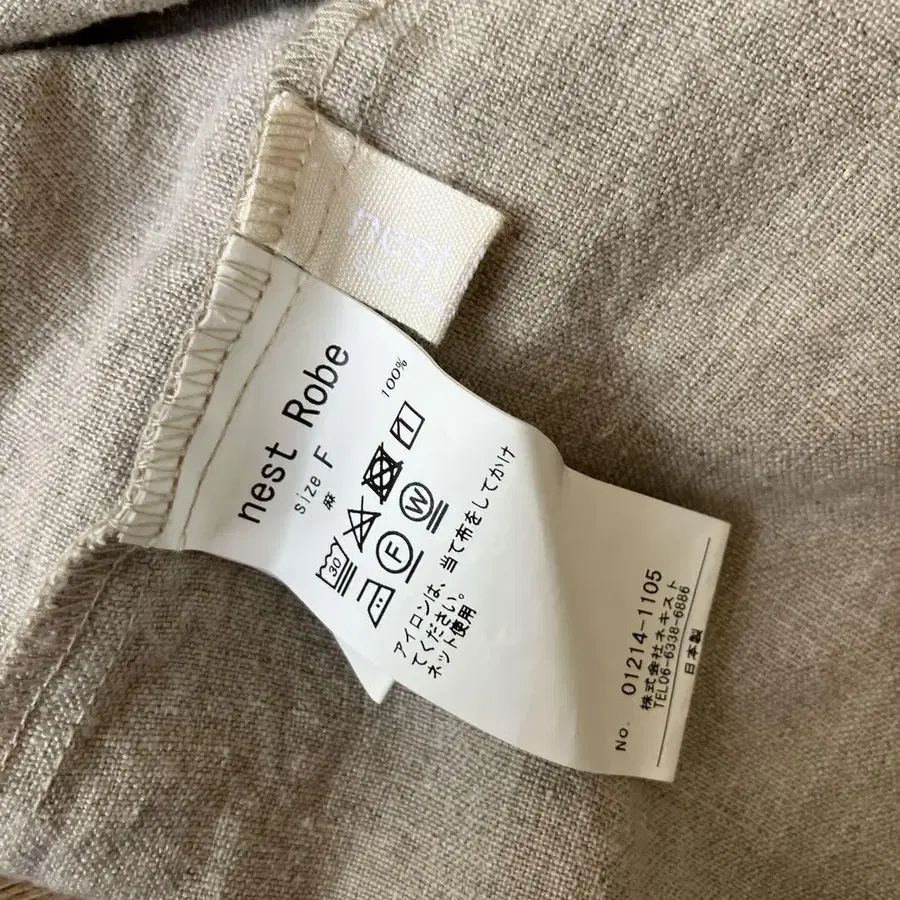 nest
nest Robe
size F
麻 100%
30
F W
アイロンは、当て布をしてかけ
てください。
ネット使用
No. 01214-1105
株式会社ネキスト
TEL06-6338-6886
日本製